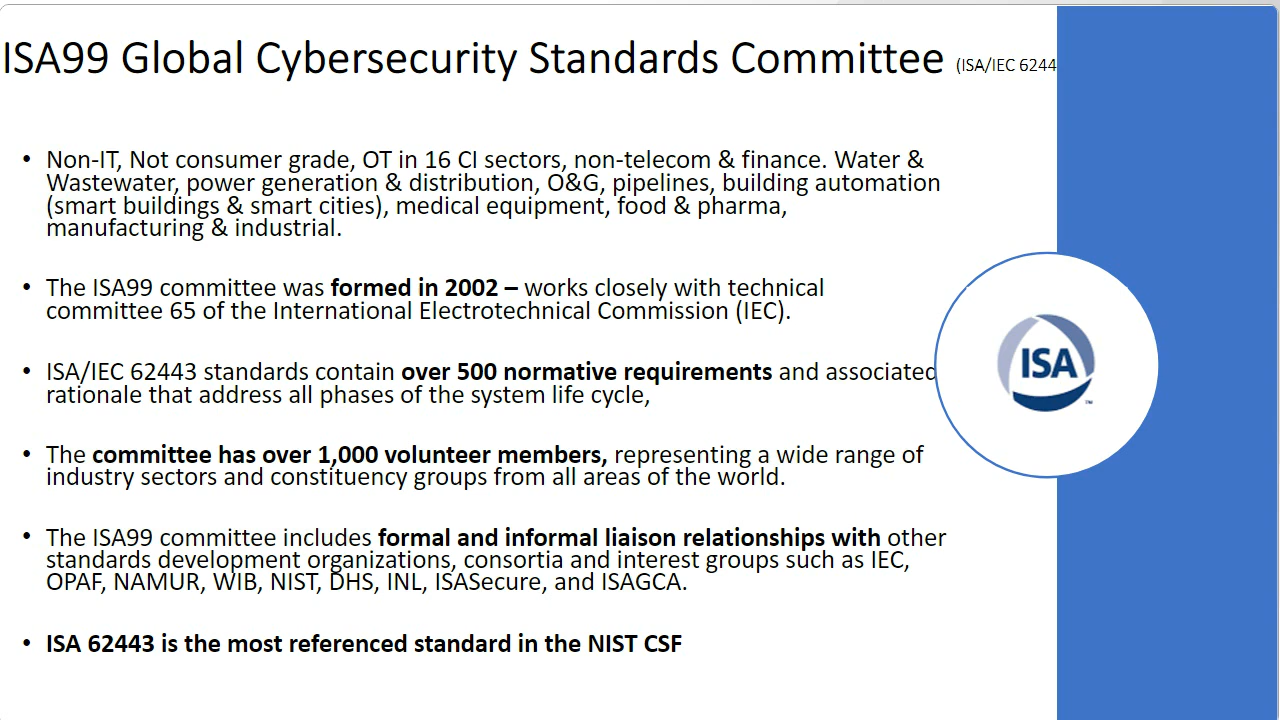 ISA99 Global Cybersecurity Standards Committee (ISA/IEC 6244
• Non-IT, Not consumer grade, OT in 16 CI sectors, non-telecom & finance. Water &
Wastewater, power generation & distribution, O&G, pipelines, building automation
(smart buildings & smart cities), medical equipment, food & pharma,
manufacturing & industrial.
• The ISA99 committee was formed in 2002 – works closely with technical
committee 65 of the International Electrotechnical Commission (IEC).
• ISA/IEC 62443 standards contain over 500 normative requirements and associated
rationale that address all phases of the system life cycle,
• The committee has over 1,000 volunteer members, representing a wide range of
industry sectors and constituency groups from all areas of the world.
• The ISA99 committee includes formal and informal liaison relationships with other
standards development organizations, consortia and interest groups such as IEC,
OPAF, NAMUR, WIB, NIST, DHS, INL, ISASecure, and ISAGCA.
• ISA 62443 is the most referenced standard in the NIST CSF
ISA
TM